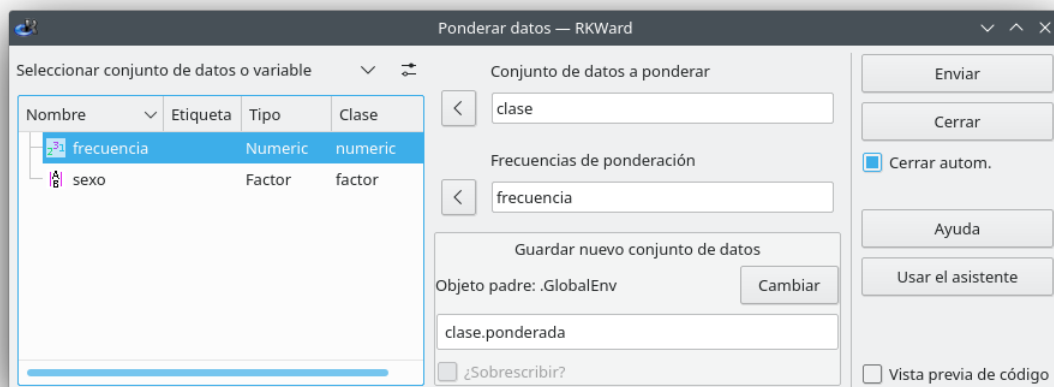 Ponderar datos — RKWard
Seleccionar conjunto de datos o variable
Nombre Etiqueta Tipo Clase
frecuencia Numeric numeric
sexo Factor factor
Conjunto de datos a ponderar
clase
Frecuencias de ponderación
frecuencia
Guardar nuevo conjunto de datos
Objeto padre: .GlobalEnv Cambiar
clase.ponderada
¿Sobrescribir?
Enviar
Cerrar
Cerrar autom.
Ayuda
Usar el asistente
Vista previa de código